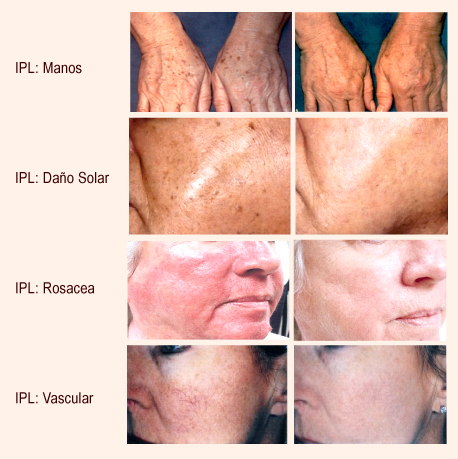 IPL: Manos
IPL: Daño Solar
IPL: Rosacea
IPL: Vascular